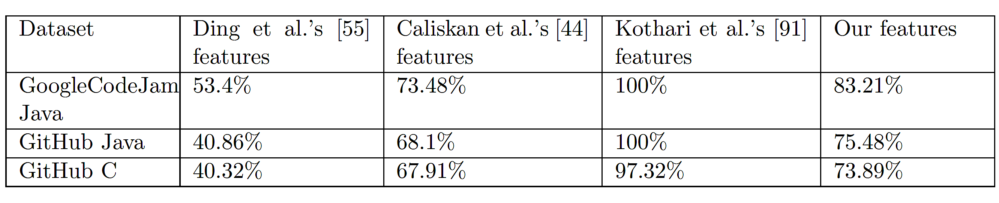 Dataset Ding et al.'s [55] Caliskan et al.'s [44] Kothari et al.'s [91] Our features
features features features
GoogleCodeJam 53.4% 73.48% 100% 83.21%
Java
GitHub Java 40.86% 68.1% 100% 75.48%
GitHub C 40.32% 67.91% 97.32% 73.89%